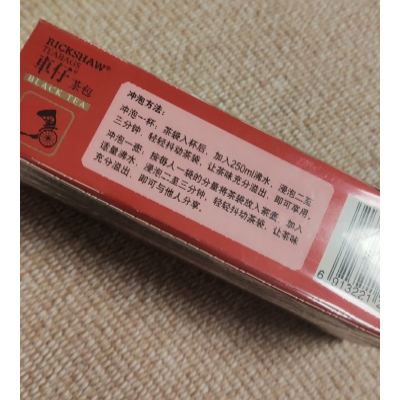 RICKSHAW®
TEABAGS
車仔茶包
BLACK TEA
冲泡方法:
冲泡一杯:茶袋入杯后,加入250ml沸水,浸泡二至
三分钟,轻轻抖动茶袋,让茶味充分溢出,即可享用。
冲泡一壶:按每人一袋的分量将茶袋放入茶壶,加入
适量沸水,浸泡二至三分钟,轻轻抖动茶袋,让茶味
充分溢出,即可与他人分享。
6 913221